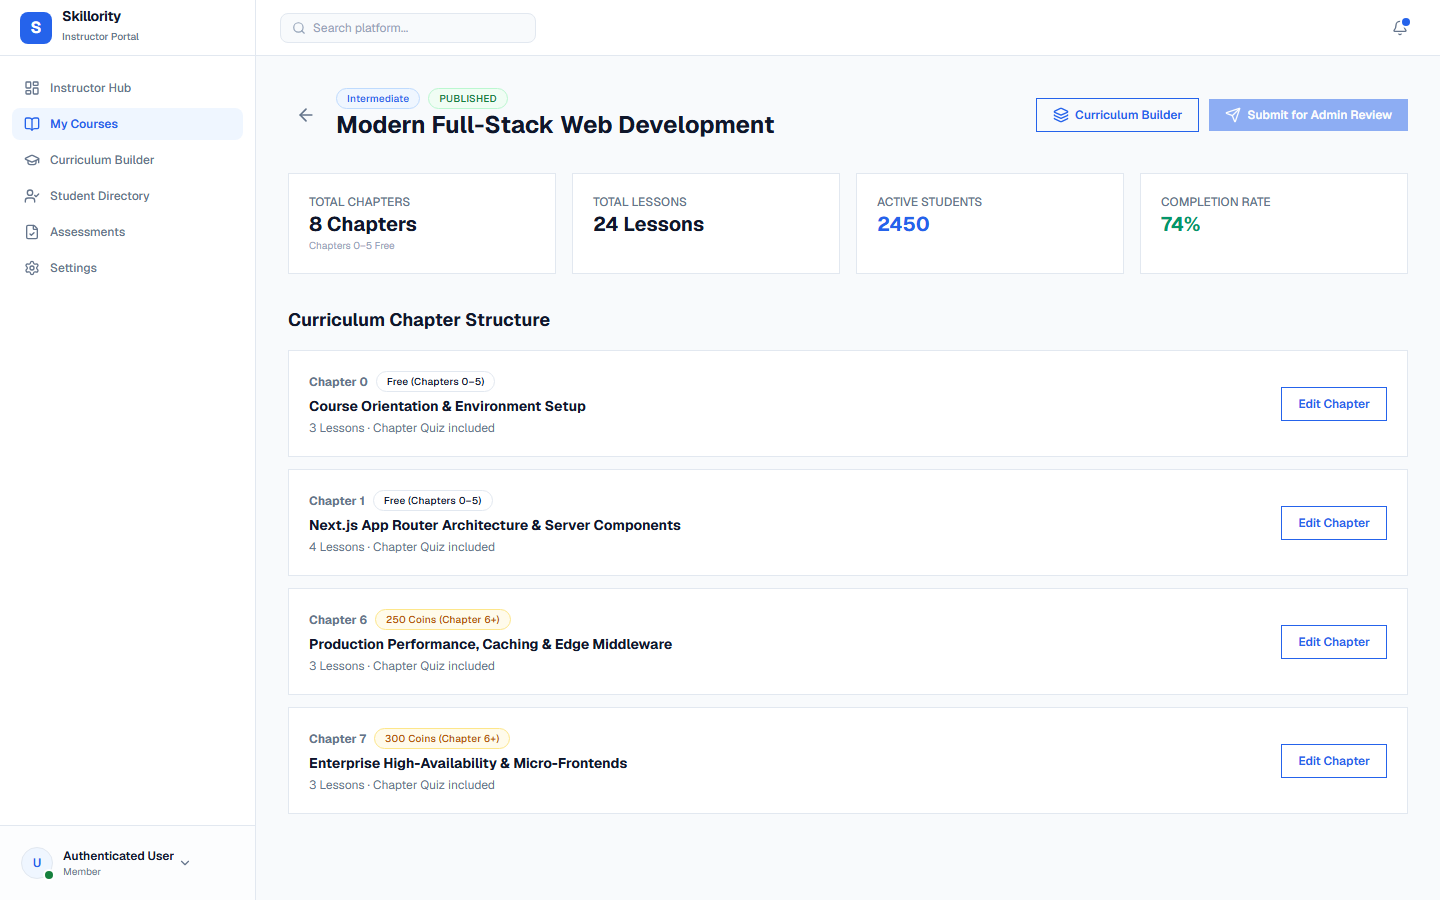 S
Skillority
Instructor Portal
Search platform...
Instructor Hub
My Courses
Curriculum Builder
Student Directory
Assessments
Settings
Intermediate
PUBLISHED
Modern Full-Stack Web Development
Curriculum Builder
Submit for Admin Review
TOTAL CHAPTERS
8 Chapters
Chapters 0–5 Free
TOTAL LESSONS
24 Lessons
ACTIVE STUDENTS
2450
COMPLETION RATE
74%
Curriculum Chapter Structure
Chapter 0 Free (Chapters 0–5)
Course Orientation & Environment Setup
3 Lessons · Chapter Quiz included
Edit Chapter
Chapter 1 Free (Chapters 0–5)
Next.js App Router Architecture & Server Components
4 Lessons · Chapter Quiz included
Edit Chapter
Chapter 6 250 Coins (Chapter 6+)
Production Performance, Caching & Edge Middleware
3 Lessons · Chapter Quiz included
Edit Chapter
Chapter 7 300 Coins (Chapter 6+)
Enterprise High-Availability & Micro-Frontends
3 Lessons · Chapter Quiz included
Edit Chapter
U
Authenticated User
Member